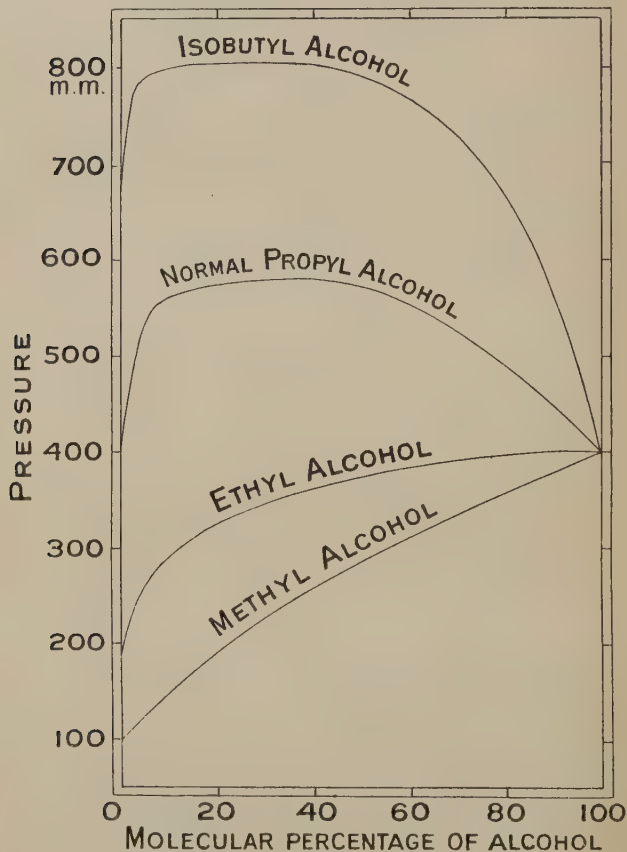 ISOBUTYL ALCOHOL
800
m.m.
700
600
NORMAL PROPYL ALCOHOL
500
PRESSURE
400
ETHYL ALCOHOL
300
METHYL ALCOHOL
200
100
0 20 40 60 80 100
MOLECULAR PERCENTAGE OF ALCOHOL